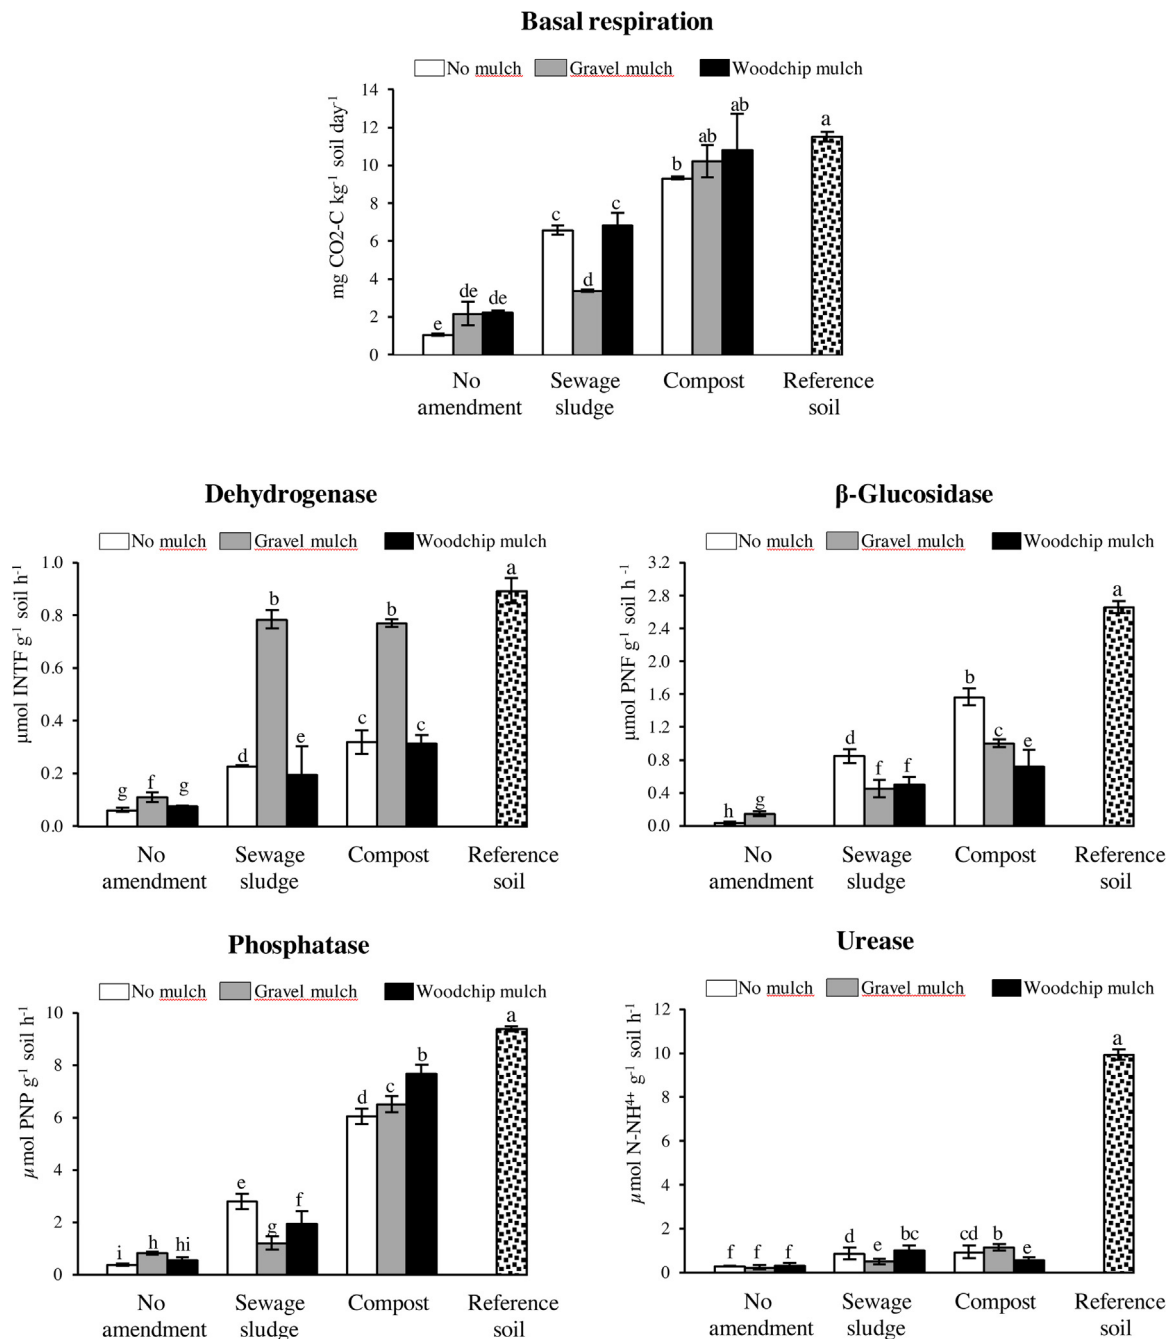 Basal respiration
No mulch Gravel mulch Woodchip mulch
mg CO2-C kg-1 soil day-1
14
12
10
8
6
4
2
0
e de de c d c b ab ab a
No amendment
Sewage sludge
Compost
Reference soil
Dehydrogenase
No mulch Gravel mulch Woodchip mulch
µmol INTF g-1 soil h-1
1.0
0.8
0.6
0.4
0.2
0.0
g f g d b e c b c a
No amendment
Sewage sludge
Compost
Reference soil
β-Glucosidase
No mulch Gravel mulch Woodchip mulch
µmol PNF g-1 soil h -1
3.2
2.8
2.4
2.0
1.6
1.2
0.8
0.4
0.0
h g d f f b c e a
No amendment
Sewage sludge
Compost
Reference soil
Phosphatase
No mulch Gravel mulch Woodchip mulch
µmol PNP g-1 soil h-1
10
8
6
4
2
0
i h hi e g f d c b a
No amendment
Sewage sludge
Compost
Reference soil
Urease
No mulch Gravel mulch Woodchip mulch
µmol N-NH4+ g-1 soil h-1
12
10
8
6
4
2
0
f f f d e bc cd b e a
No amendment
Sewage sludge
Compost
Reference soil